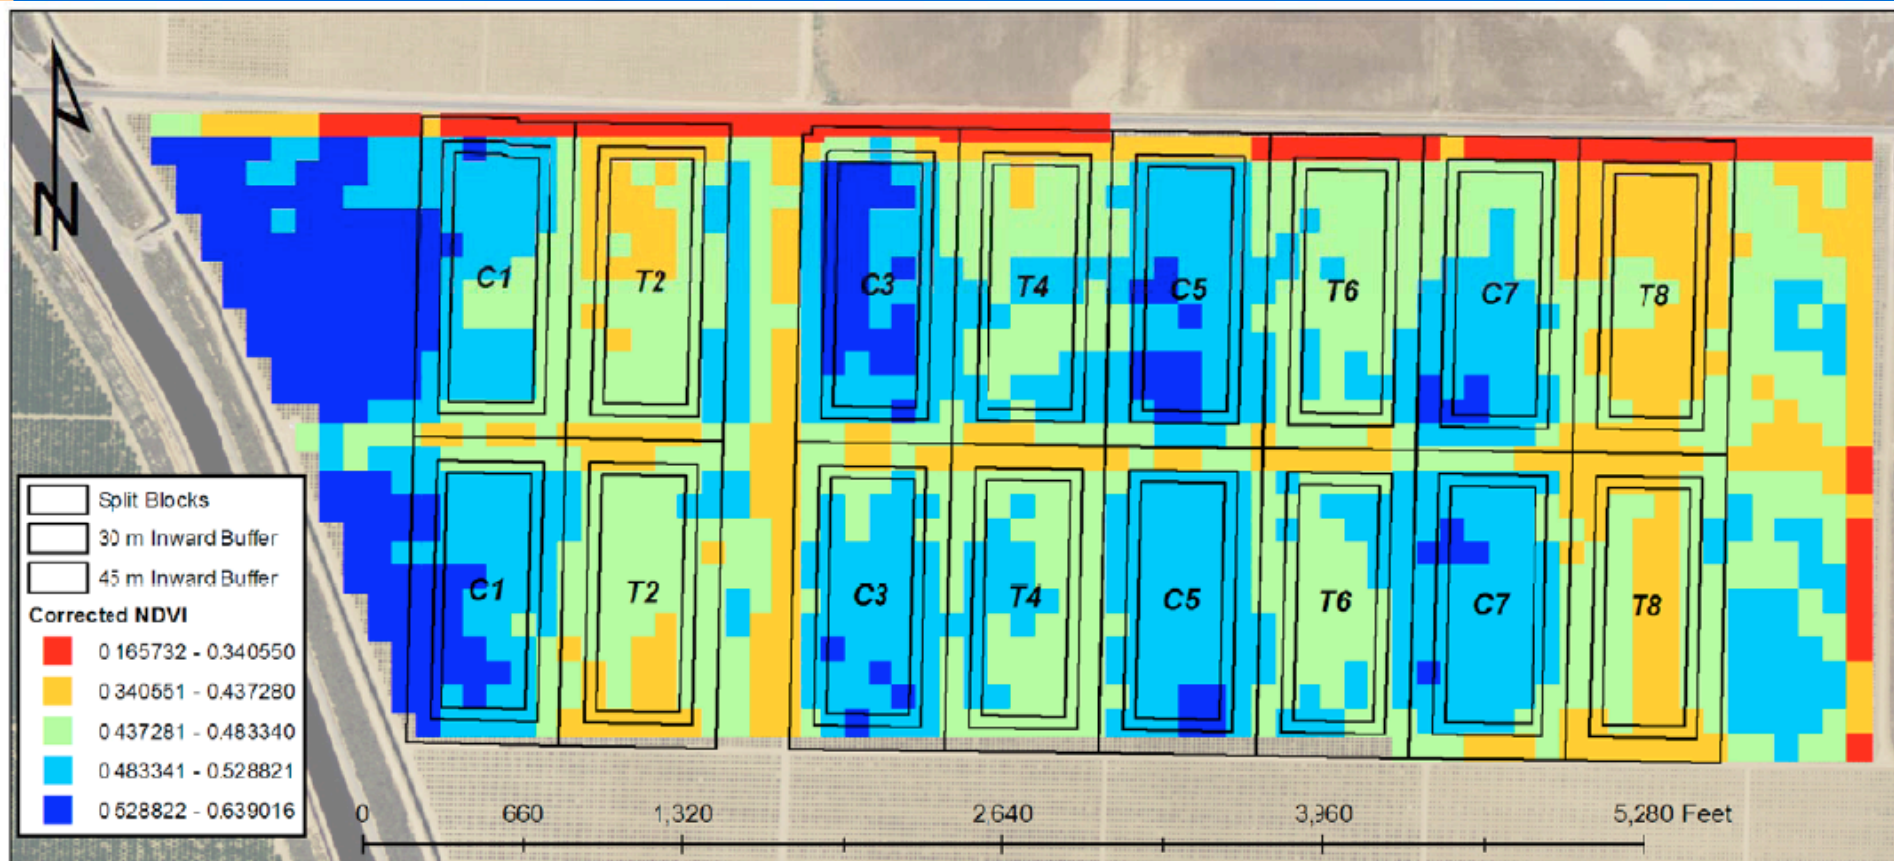 N
C1 T2 C3 T4 C5 T6 C7 T8
C1 T2 C3 T4 C5 T6 C7 T8
Split Blocks
30 m Inward Buffer
45 m Inward Buffer
Corrected NDVI
0.165732 - 0.340550
0.340551 - 0.437280
0.437281 - 0.483340
0.483341 - 0.528821
0.528822 - 0.639016
0 660 1,320 2,640 3,960 5,280 Feet